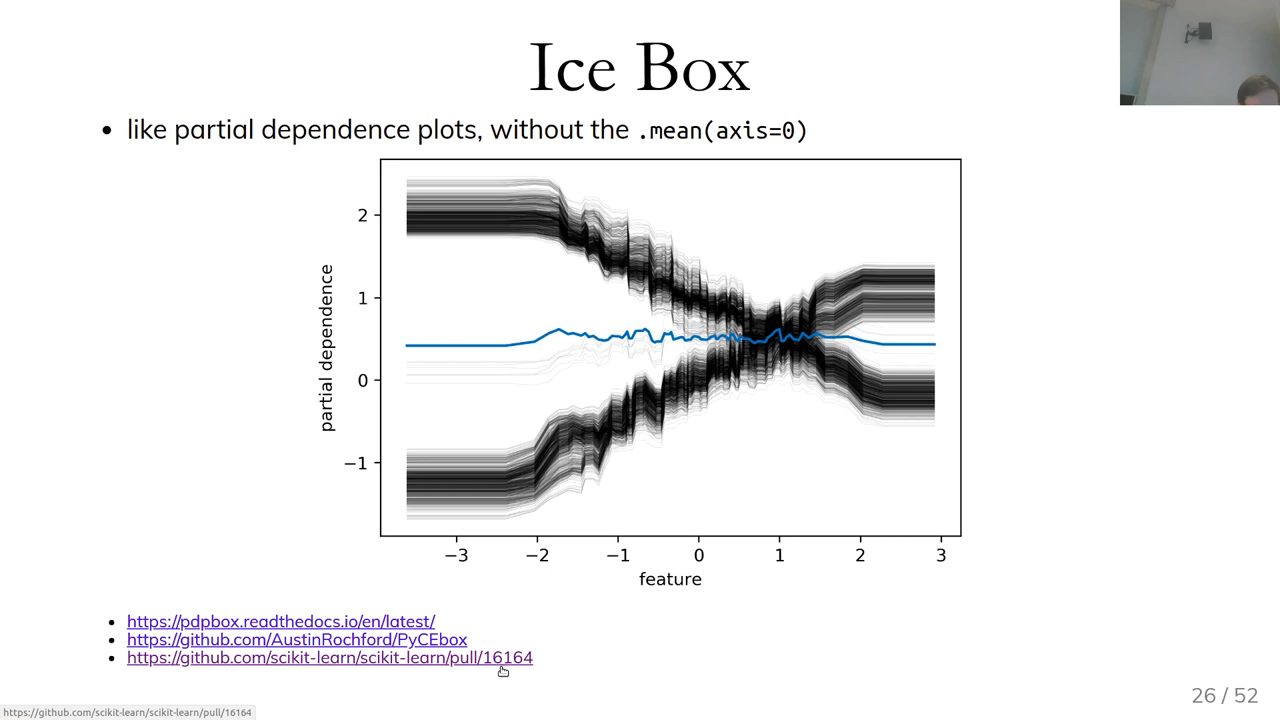 Ice Box
• like partial dependence plots, without the .mean(axis=0)
partial dependence
2
1
0
−1
−3 −2 −1 0 1 2 3
feature
• https://pdpbox.readthedocs.io/en/latest/
• https://github.com/AustinRochford/PyCEbox
• https://github.com/scikit-learn/scikit-learn/pull/16164
26 / 52
https://github.com/scikit-learn/scikit-learn/pull/16164